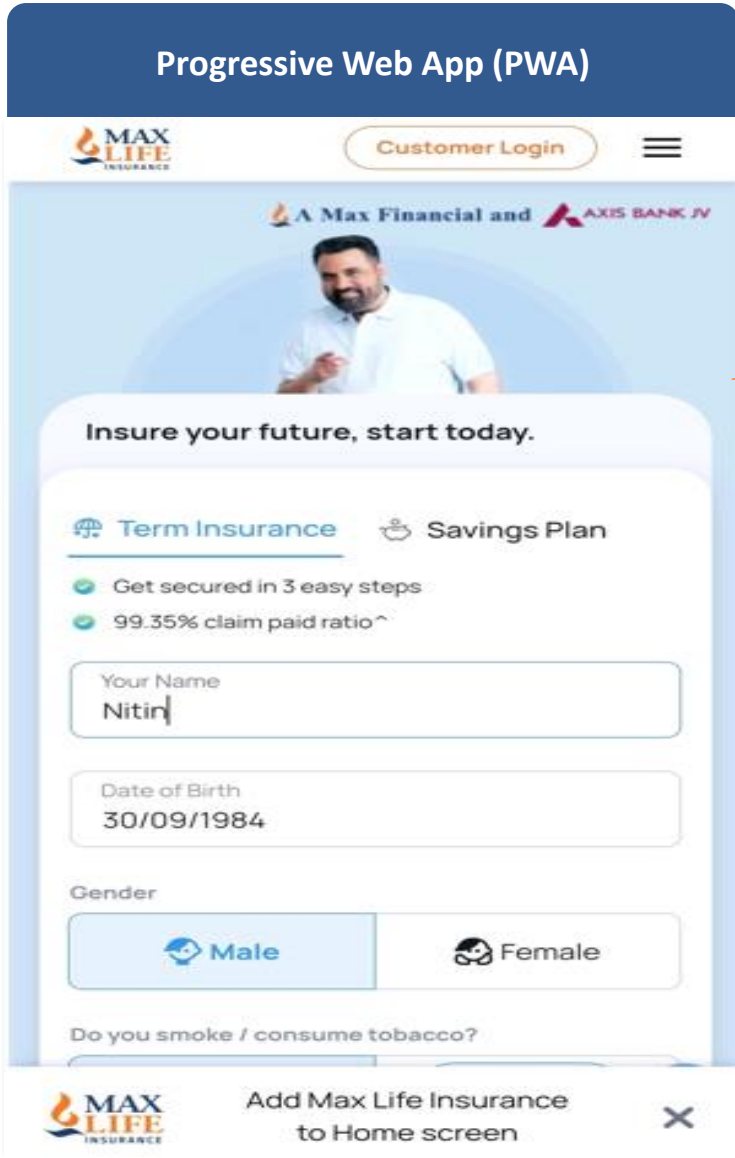 Progressive Web App (PWA)
MAX
LIFE
INSURANCE
Customer Login
A Max Financial and AXIS BANK JV
Insure your future, start today.
Term Insurance
Savings Plan
Get secured in 3 easy steps
99.35% claim paid ratio^
Your Name
Nitin
Date of Birth
30/09/1984
Gender
Male
Female
Do you smoke / consume tobacco?
MAX
LIFE
INSURANCE
Add Max Life Insurance
to Home screen